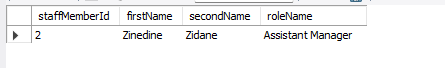 staffMemberId firstName secondName roleName
2 Zinedine Zidane Assistant Manager